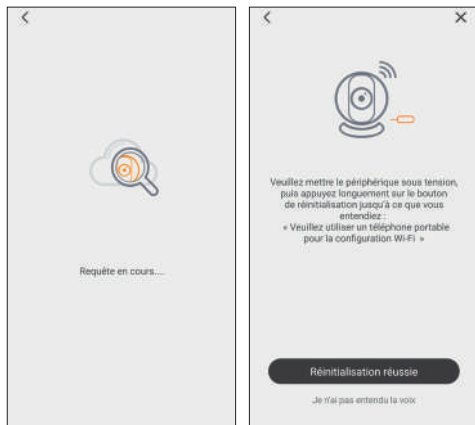 Requête en cours....
Veuillez mettre le périphérique sous tension,
puis appuyez longuement sur le bouton
de réinitialisation jusqu'à ce que vous
entendiez :
« Veuillez utiliser un téléphone portable
pour la configuration Wi-Fi »
Réinitialisation réussie
Je n'ai pas entendu la voix